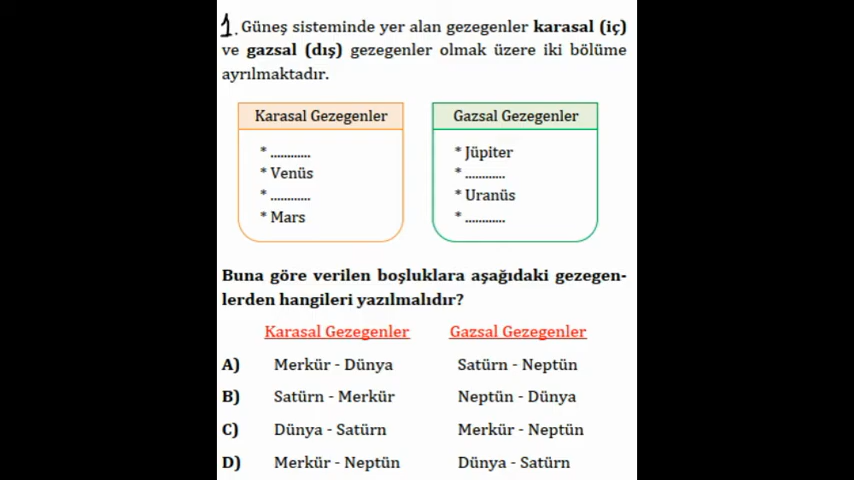 1. Güneş sisteminde yer alan gezegenler karasal (iç)
ve gazsal (dış) gezegenler olmak üzere iki bölüme
ayrılmaktadır.
Karasal Gezegenler
* ............
* Venüs
* ............
* Mars
Gazsal Gezegenler
* Jüpiter
* ............
* Uranüs
* ............
Buna göre verilen boşluklara aşağıdaki gezegen-
lerden hangileri yazılmalıdır?
Karasal Gezegenler Gazsal Gezegenler
A) Merkür - Dünya Satürn - Neptün
B) Satürn - Merkür Neptün - Dünya
C) Dünya - Satürn Merkür - Neptün
D) Merkür - Neptün Dünya - Satürn